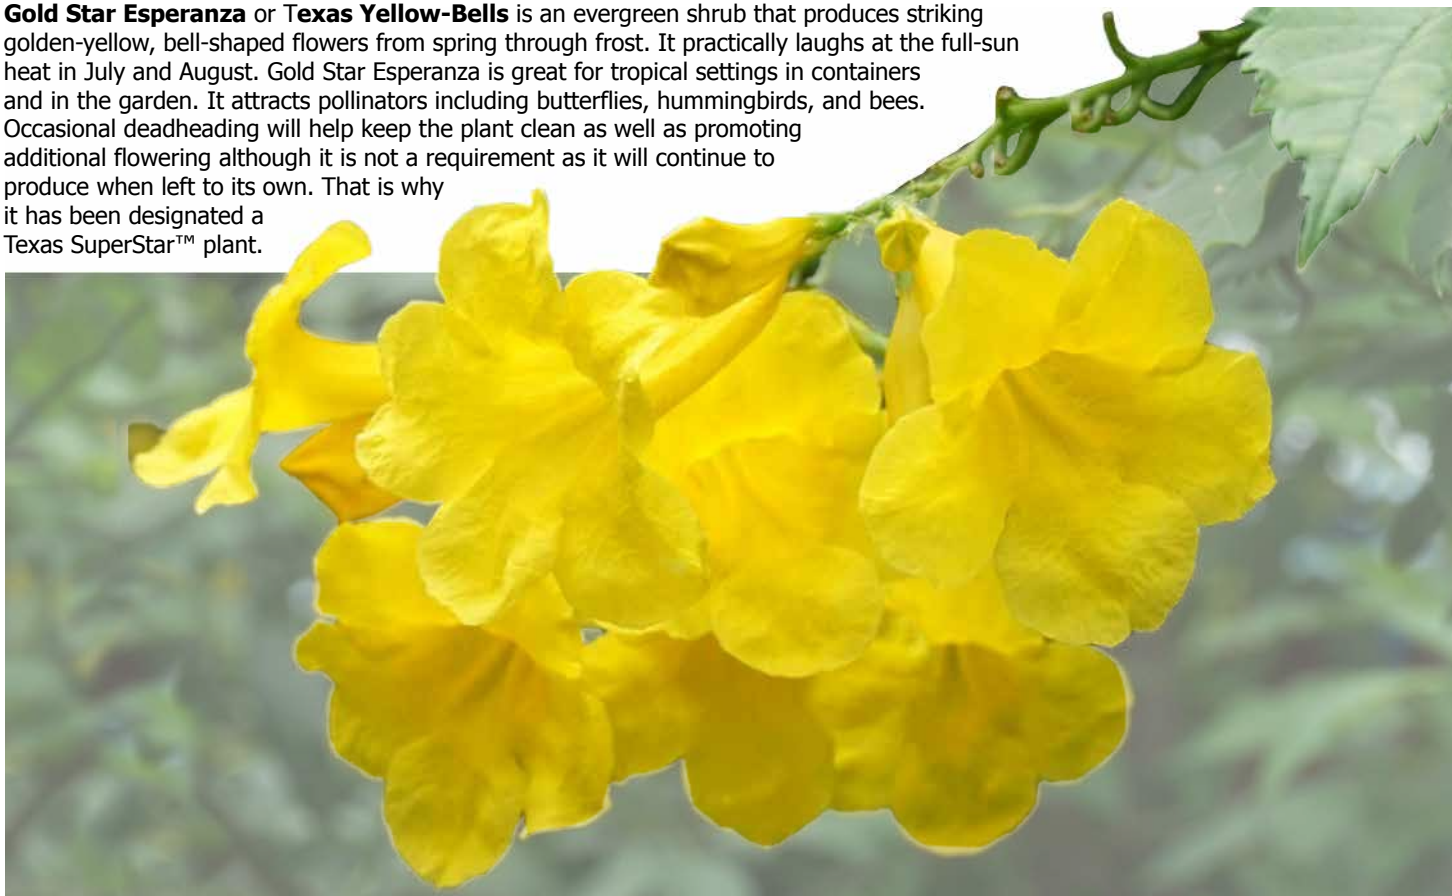 Gold Star Esperanza or Texas Yellow-Bells is an evergreen shrub that produces striking
golden-yellow, bell-shaped flowers from spring through frost. It practically laughs at the full-sun
heat in July and August. Gold Star Esperanza is great for tropical settings in containers
and in the garden. It attracts pollinators including butterflies, hummingbirds, and bees.
Occasional deadheading will help keep the plant clean as well as promoting
additional flowering although it is not a requirement as it will continue to
produce when left to its own. That is why
it has been designated a
Texas SuperStar™ plant.